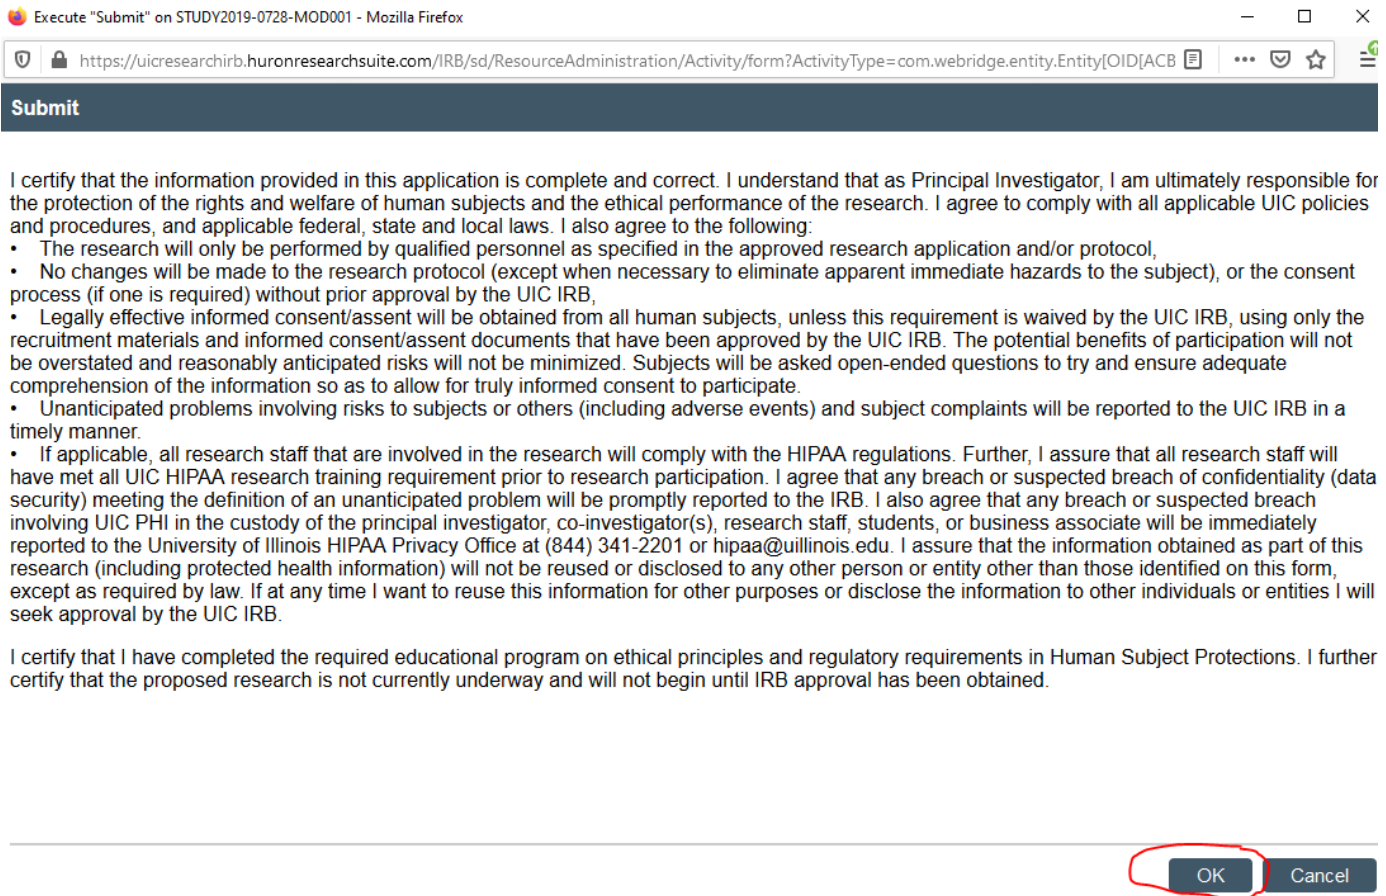 Execute "Submit" on STUDY2019-0728-MOD001 - Mozilla Firefox
https://uicresearchirb.huronresearchsuite.com/IRB/sd/ResourceAdministration/Activity/form?ActivityType=com.webridge.entity.Entity[OID[ACB
Submit
I certify that the information provided in this application is complete and correct. I understand that as Principal Investigator, I am ultimately responsible for
the protection of the rights and welfare of human subjects and the ethical performance of the research. I agree to comply with all applicable UIC policies
and procedures, and applicable federal, state and local laws. I also agree to the following:
• The research will only be performed by qualified personnel as specified in the approved research application and/or protocol,
• No changes will be made to the research protocol (except when necessary to eliminate apparent immediate hazards to the subject), or the consent
process (if one is required) without prior approval by the UIC IRB,
• Legally effective informed consent/assent will be obtained from all human subjects, unless this requirement is waived by the UIC IRB, using only the
recruitment materials and informed consent/assent documents that have been approved by the UIC IRB. The potential benefits of participation will not
be overstated and reasonably anticipated risks will not be minimized. Subjects will be asked open-ended questions to try and ensure adequate
comprehension of the information so as to allow for truly informed consent to participate.
• Unanticipated problems involving risks to subjects or others (including adverse events) and subject complaints will be reported to the UIC IRB in a
timely manner.
• If applicable, all research staff that are involved in the research will comply with the HIPAA regulations. Further, I assure that all research staff will
have met all UIC HIPAA research training requirement prior to research participation. I agree that any breach or suspected breach of confidentiality (data
security) meeting the definition of an unanticipated problem will be promptly reported to the IRB. I also agree that any breach or suspected breach
involving UIC PHI in the custody of the principal investigator, co-investigator(s), research staff, students, or business associate will be immediately
reported to the University of Illinois HIPAA Privacy Office at (844) 341-2201 or hipaa@uillinois.edu. I assure that the information obtained as part of this
research (including protected health information) will not be reused or disclosed to any other person or entity other than those identified on this form,
except as required by law. If at any time I want to reuse this information for other purposes or disclose the information to other individuals or entities I will
seek approval by the UIC IRB.
I certify that I have completed the required educational program on ethical principles and regulatory requirements in Human Subject Protections. I further
certify that the proposed research is not currently underway and will not begin until IRB approval has been obtained.
OK Cancel